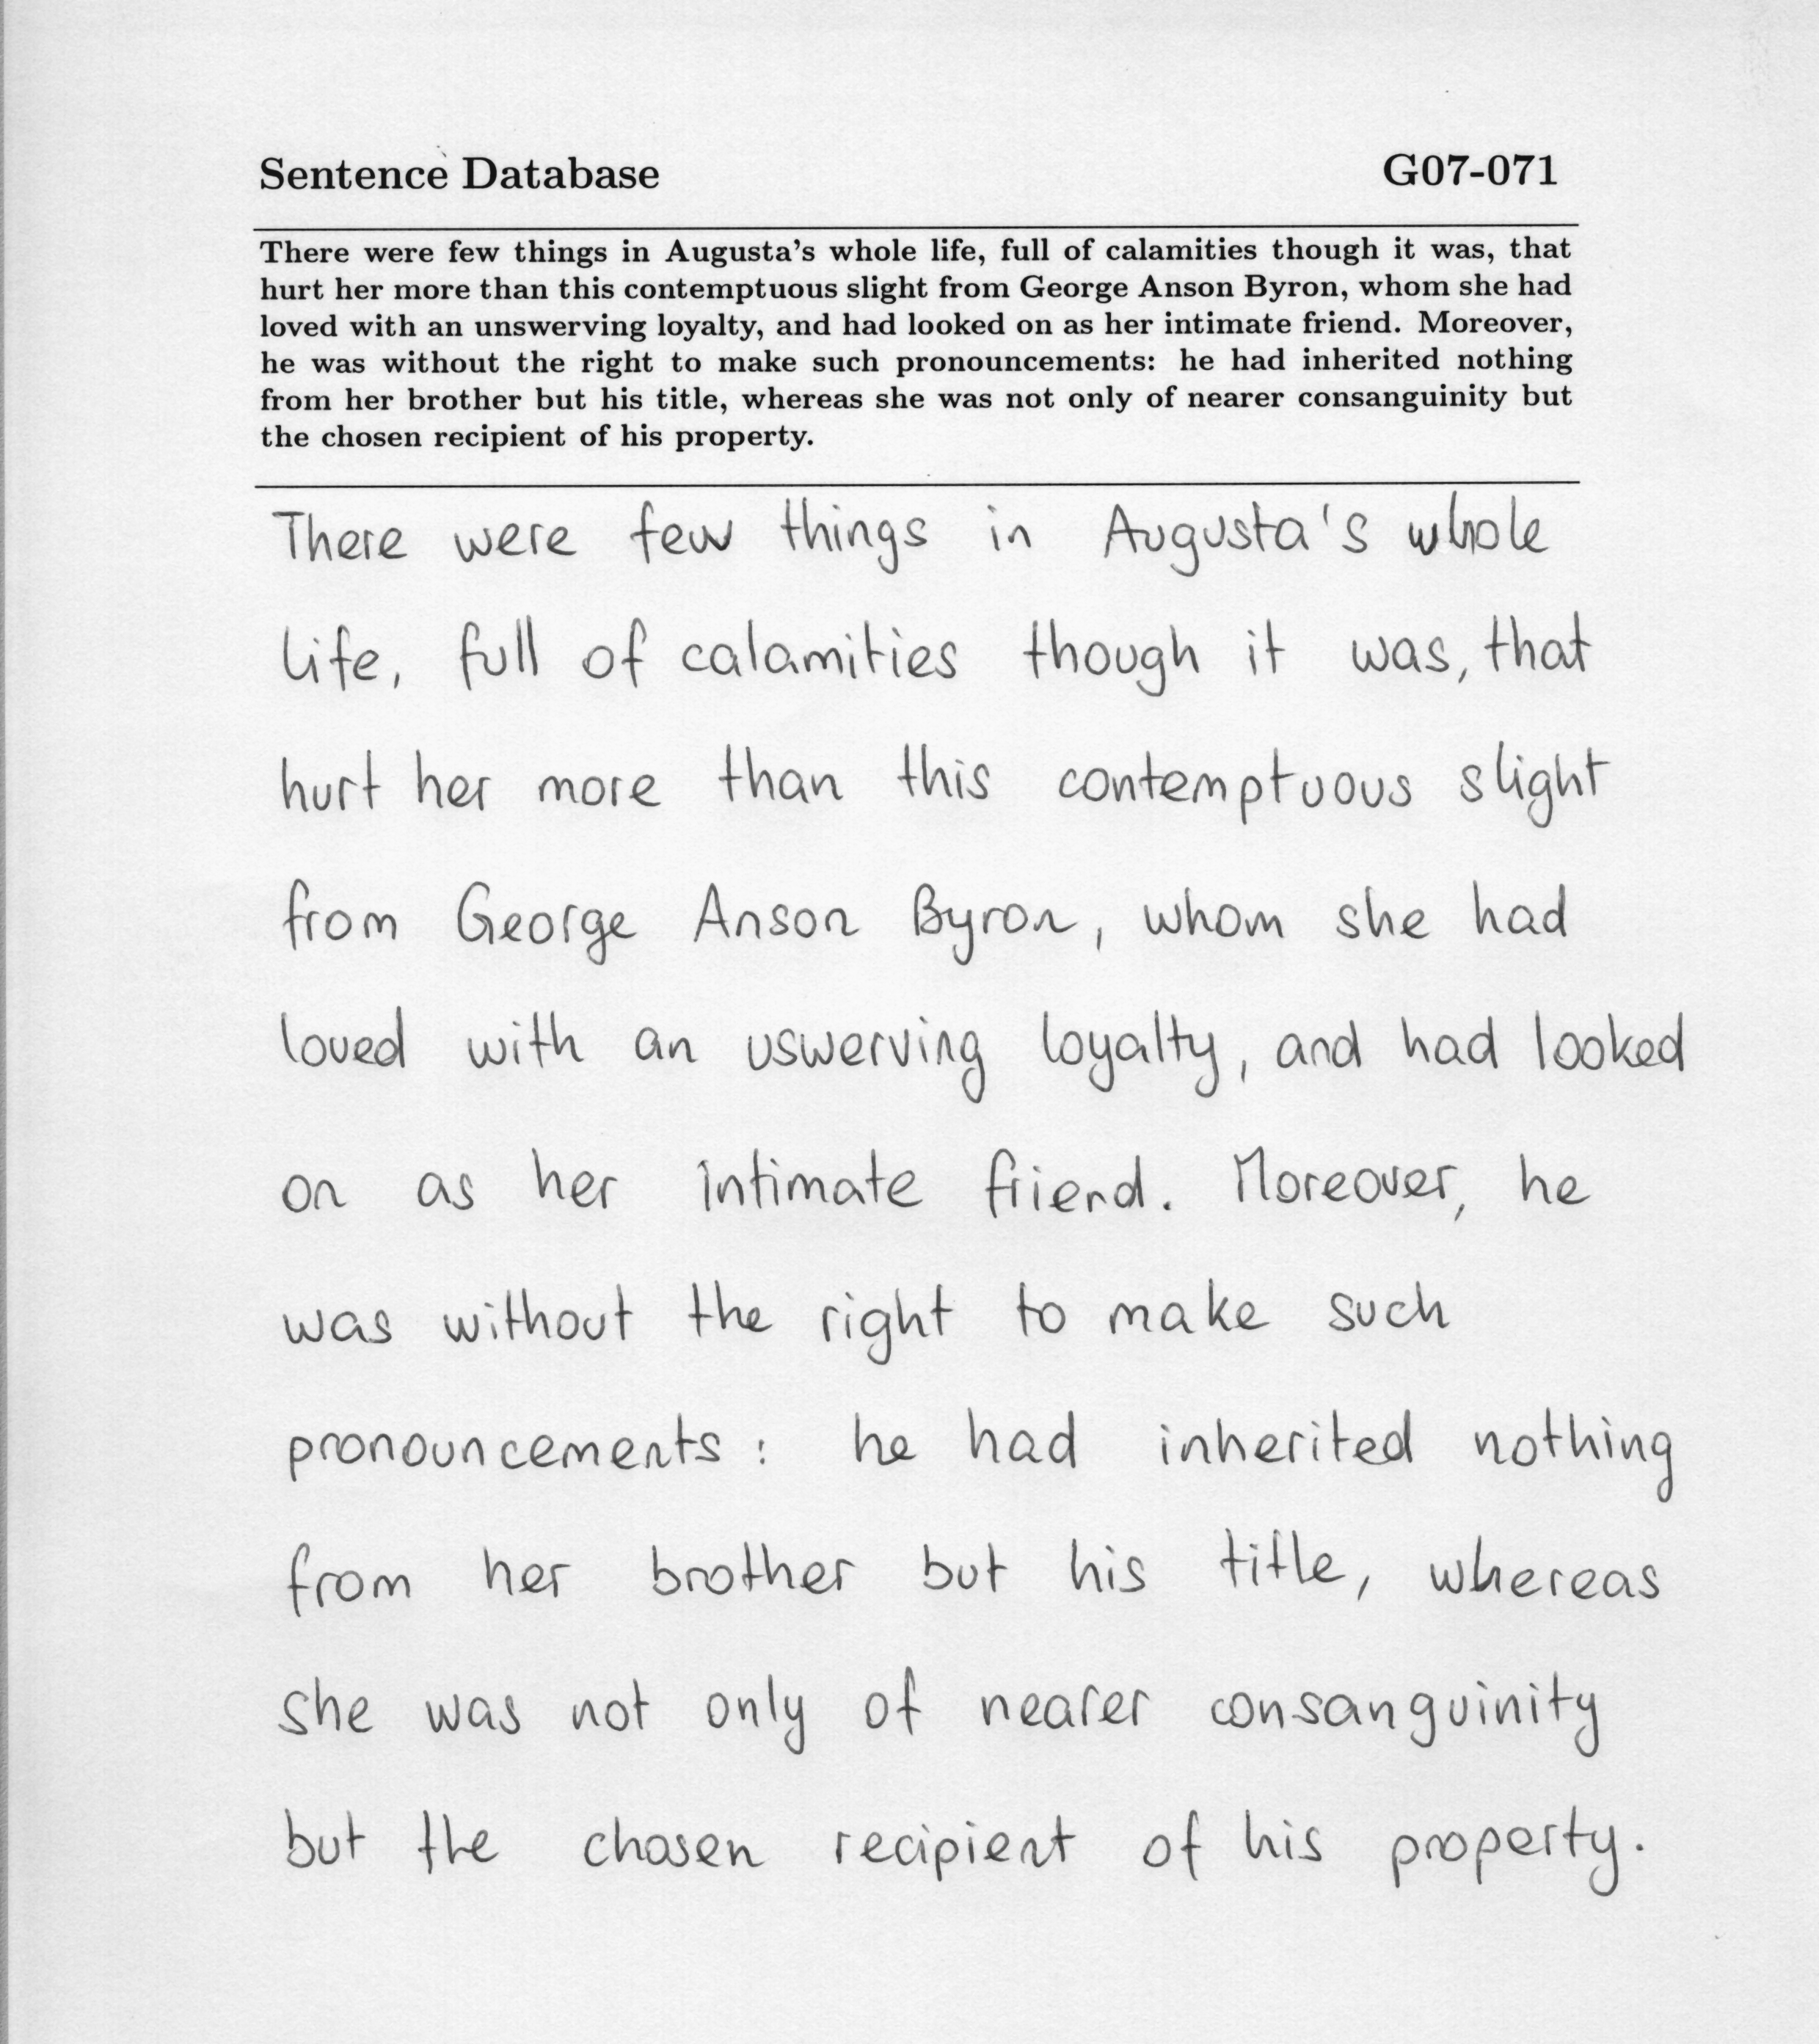 Sentence Database G07-071
There were few things in Augusta's whole life, full of calamities though it was, that
hurt her more than this contemptuous slight from George Anson Byron, whom she had
loved with an unswerving loyalty, and had looked on as her intimate friend. Moreover,
he was without the right to make such pronouncements: he had inherited nothing
from her brother but his title, whereas she was not only of nearer consanguinity but
the chosen recipient of his property.
There were few things in Augusta's whole
life, full of calamities though it was, that
hurt her more than this contemptuous slight
from George Anson Byron, whom she had
loved with an uswerving loyalty, and had looked
on as her intimate friend. Moreover, he
was without the right to make such
pronouncements: he had inherited nothing
from her brother but his title, whereas
she was not only of nearer consanguinity
but the chosen recipient of his property.